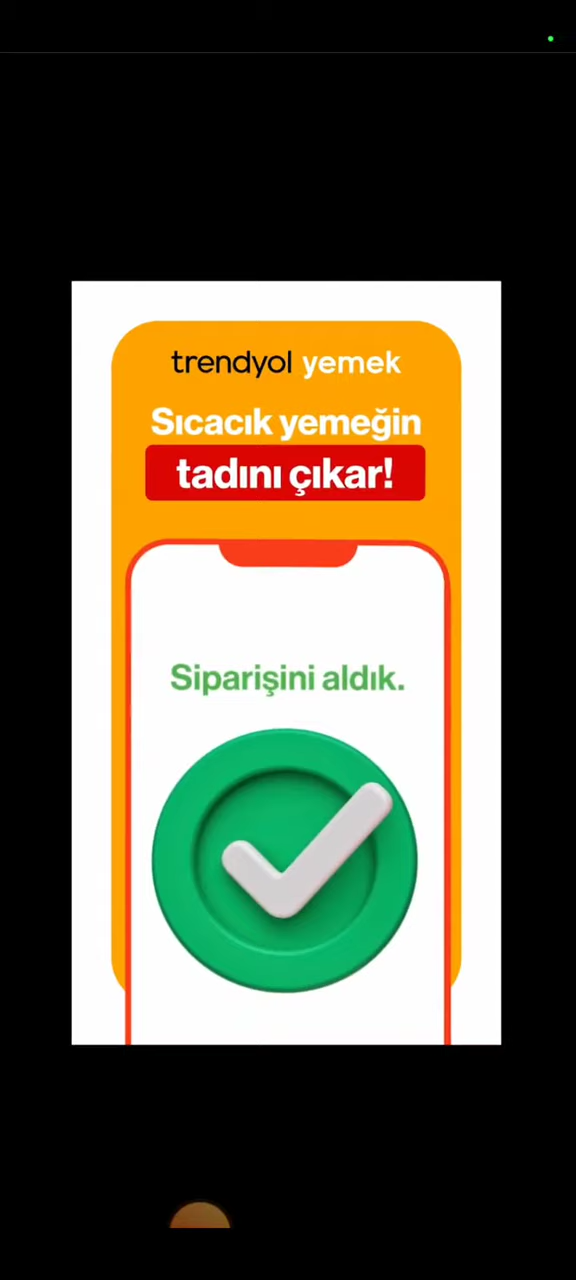 trendyol yemek
Sıcacık yemeğin
tadını çıkar!
Siparişini aldık.